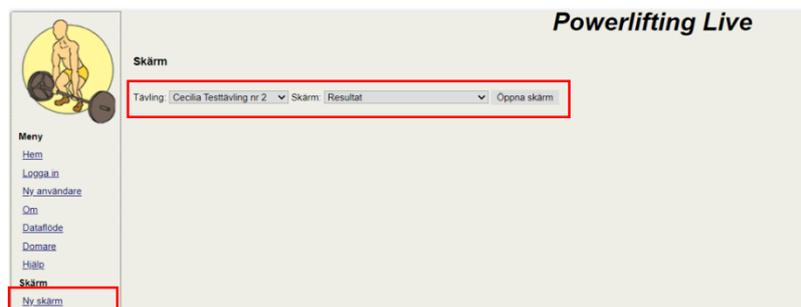 Powerlifting Live
Skärm
Tävling: Cecilia Testtävling nr 2 Skärm: Resultat Öppna skärm
Meny
Hem
Logga in
Ny användare
Om
Dataflöde
Domare
Hjälp
Skärm
Ny skärm